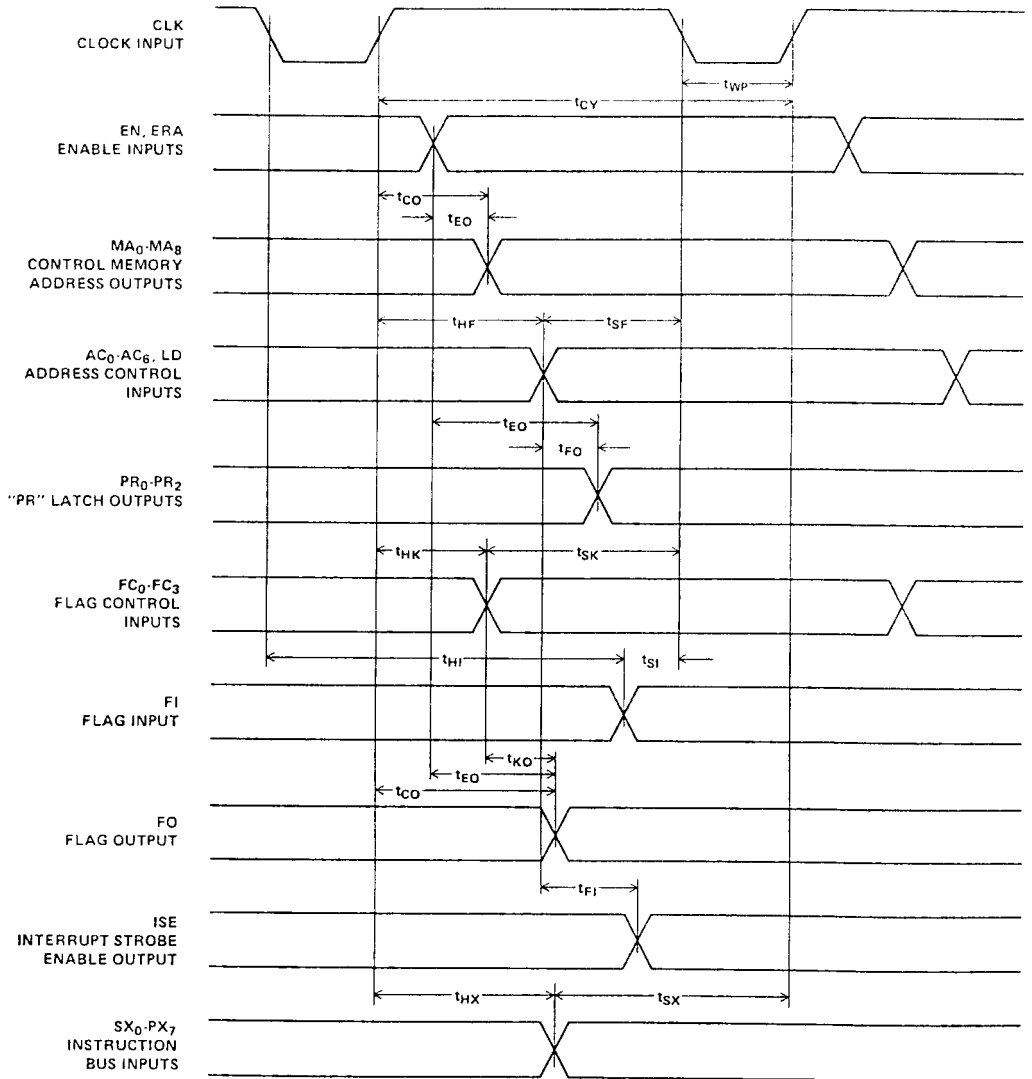 CLK
CLOCK INPUT
tWP
tCY
EN, ERA
ENABLE INPUTS
tCO
tEO
MA0-MA8
CONTROL MEMORY
ADDRESS OUTPUTS
tHF
tSF
AC0-AC6, LD
ADDRESS CONTROL
INPUTS
tEO
tFO
PR0-PR2
"PR" LATCH OUTPUTS
tHK
tSK
FC0-FC3
FLAG CONTROL
INPUTS
tHI
tSI
FI
FLAG INPUT
tKO
tEO
tCO
FO
FLAG OUTPUT
tFI
ISE
INTERRUPT STROBE
ENABLE OUTPUT
tHX
tSX
SX0-PX7
INSTRUCTION
BUS INPUTS